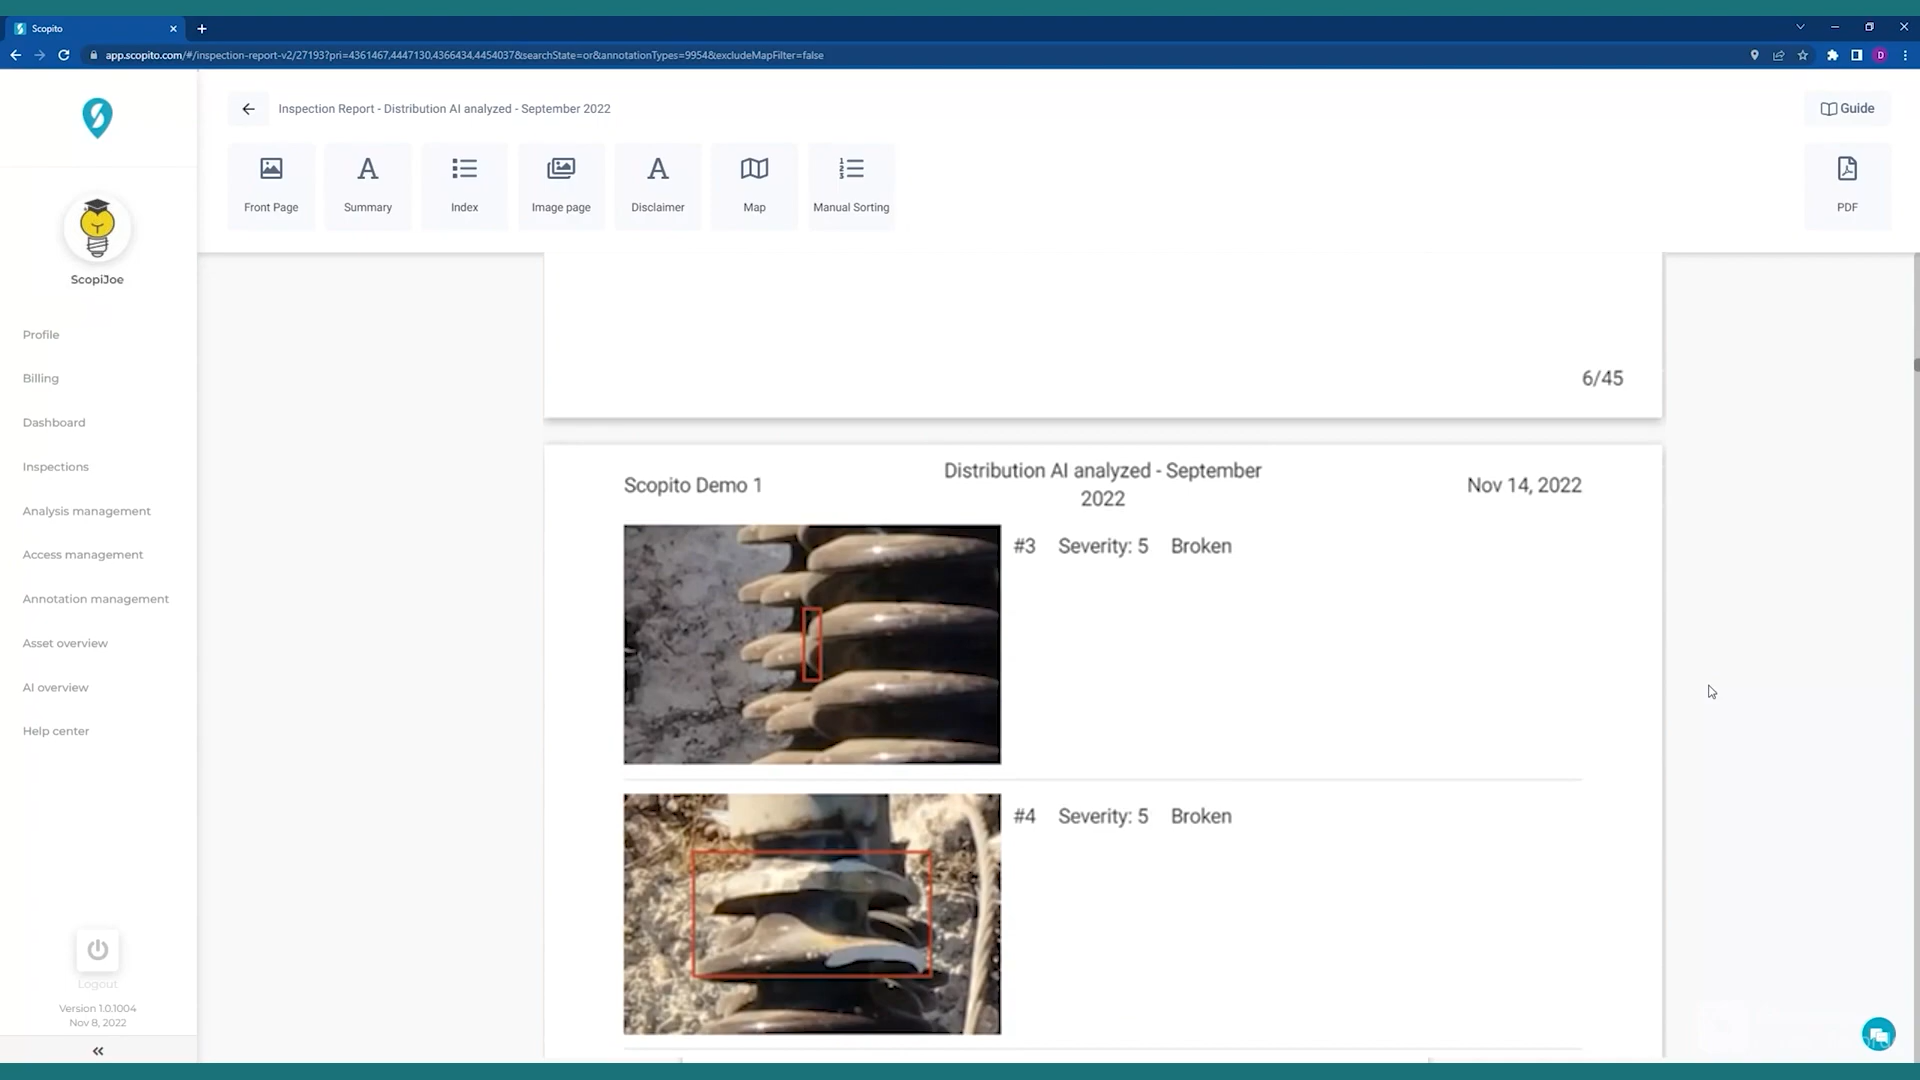 Scopito
app.scopito.com/#/inspection-report-v2/27193?pri=4361467,4447130,4366434,4454037&searchState=or&annotationTypes=9954&excludeMapFilter=false
D
Inspection Report - Distribution AI analyzed - September 2022
Guide
Front Page
Summary
Index
Image page
Disclaimer
Map
Manual Sorting
PDF
ScopiJoe
Profile
Billing
Dashboard
Inspections
Analysis management
Access management
Annotation management
Asset overview
AI overview
Help center
Logout
Version 1.0.1004
Nov 8, 2022
6/45
Scopito Demo 1
Distribution AI analyzed - September
2022
Nov 14, 2022
#3 Severity: 5 Broken
#4 Severity: 5 Broken